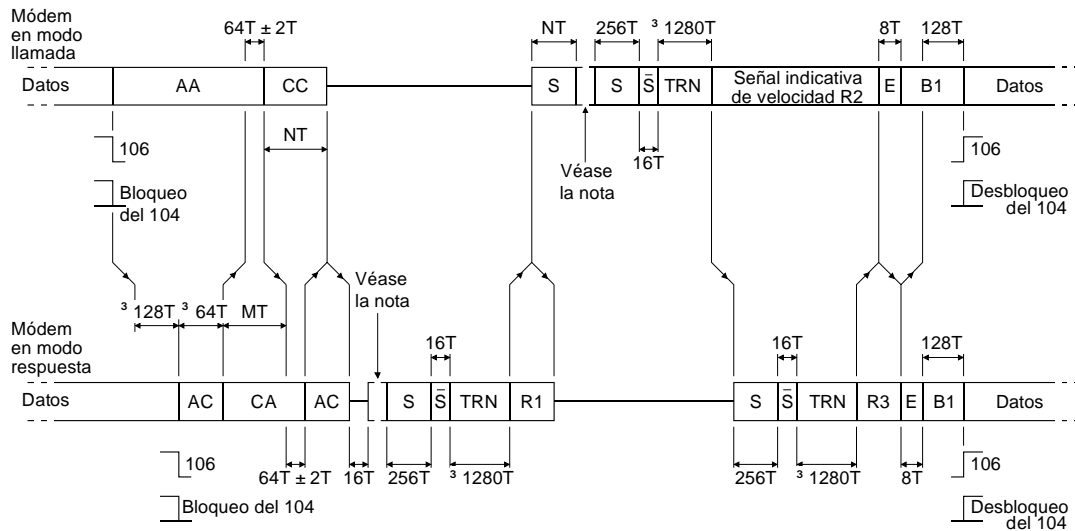 Módem
en modo
llamada
64T ± 2T
NT
256T
³ 1280T
8T
128T
Datos
AA
CC
S
S
S̅
TRN
Señal indicativa
de velocidad R2
E
B1
Datos
106
NT
16T
Véase
la nota
106
Bloqueo
del 104
Desbloqueo
del 104
Véase
la nota
³ 128T
³ 64T
MT
Módem
en modo
respuesta
16T
16T
128T
Datos
AC
CA
AC
S
S̅
TRN
R1
S
S̅
TRN
R3
E
B1
Datos
106
64T ± 2T
16T
256T
³ 1280T
256T
³ 1280T
8T
106
Bloqueo del 104
Desbloqueo
del 104